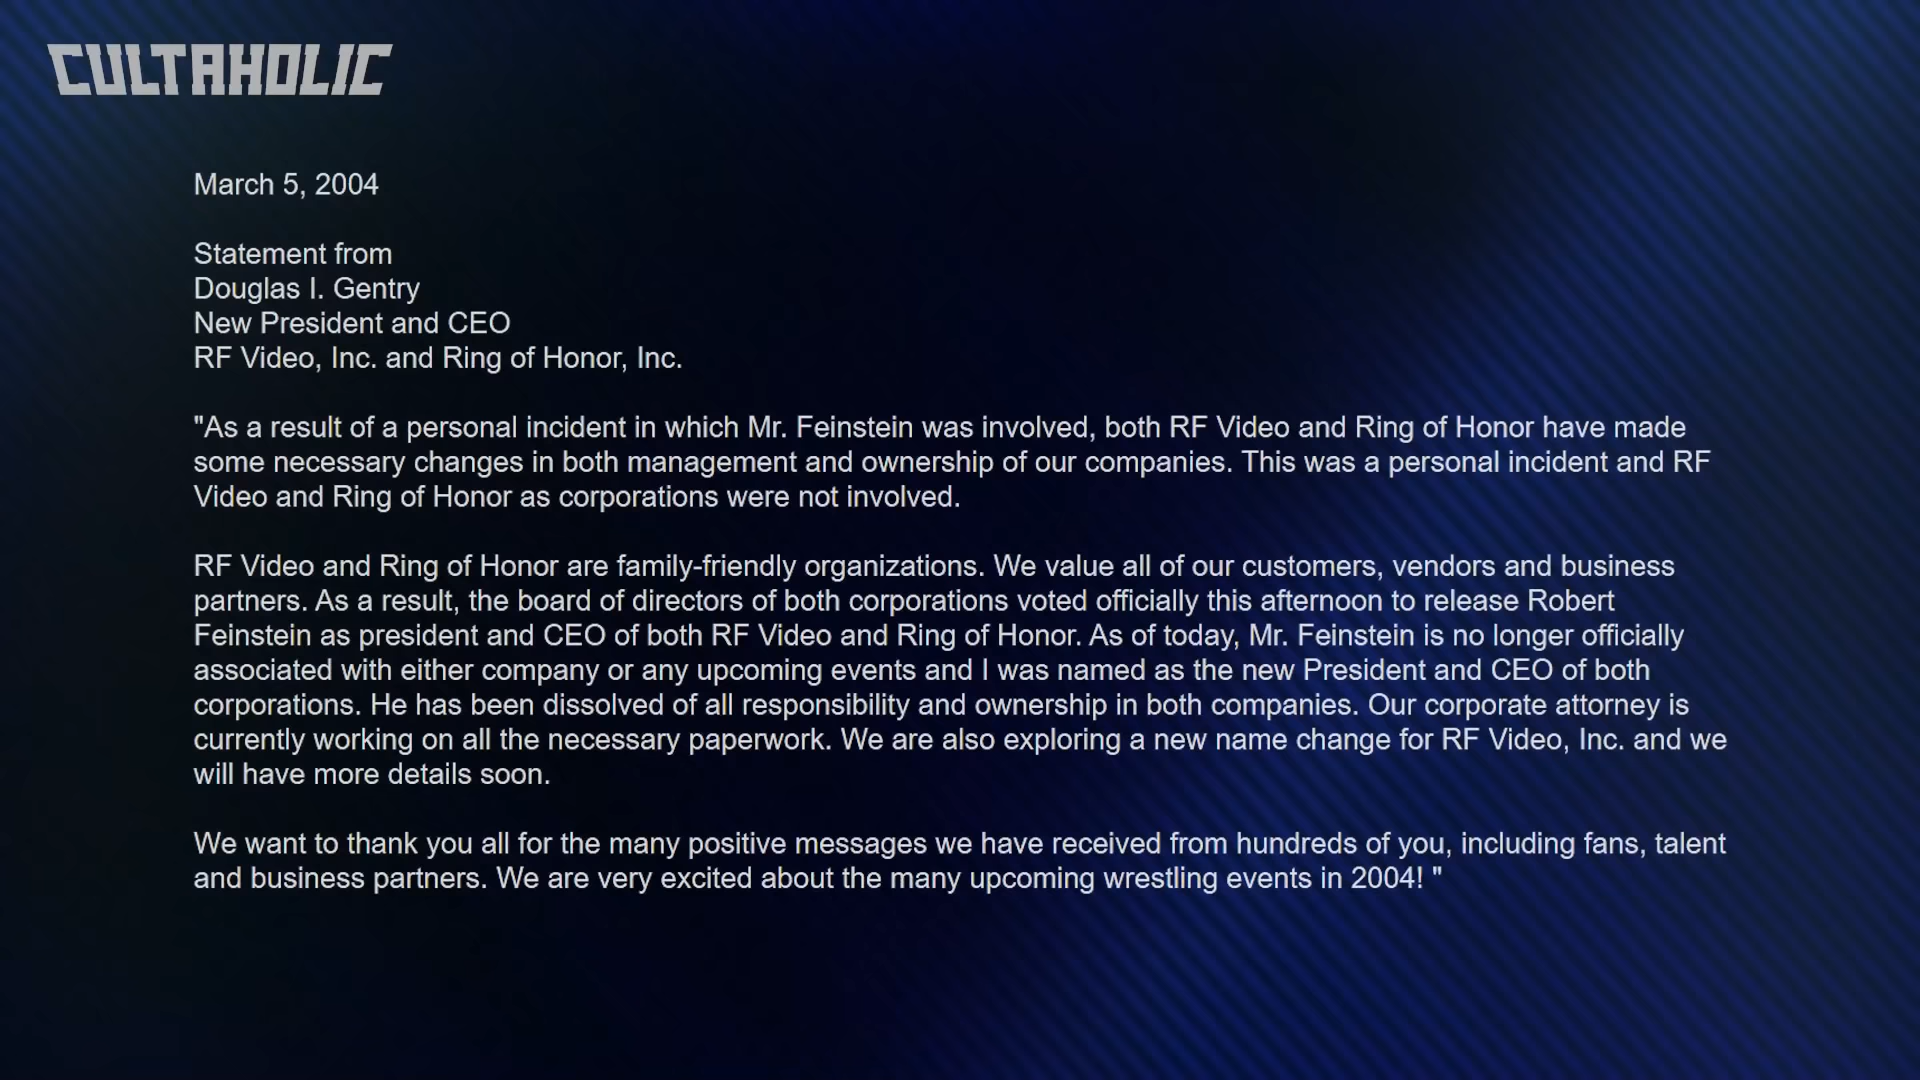 CULTAHOLIC
March 5, 2004
Statement from
Douglas I. Gentry
New President and CEO
RF Video, Inc. and Ring of Honor, Inc.
"As a result of a personal incident in which Mr. Feinstein was involved, both RF Video and Ring of Honor have made
some necessary changes in both management and ownership of our companies. This was a personal incident and RF
Video and Ring of Honor as corporations were not involved.
RF Video and Ring of Honor are family-friendly organizations. We value all of our customers, vendors and business
partners. As a result, the board of directors of both corporations voted officially this afternoon to release Robert
Feinstein as president and CEO of both RF Video and Ring of Honor. As of today, Mr. Feinstein is no longer officially
associated with either company or any upcoming events and I was named as the new President and CEO of both
corporations. He has been dissolved of all responsibility and ownership in both companies. Our corporate attorney is
currently working on all the necessary paperwork. We are also exploring a new name change for RF Video, Inc. and we
will have more details soon.
We want to thank you all for the many positive messages we have received from hundreds of you, including fans, talent
and business partners. We are very excited about the many upcoming wrestling events in 2004! "